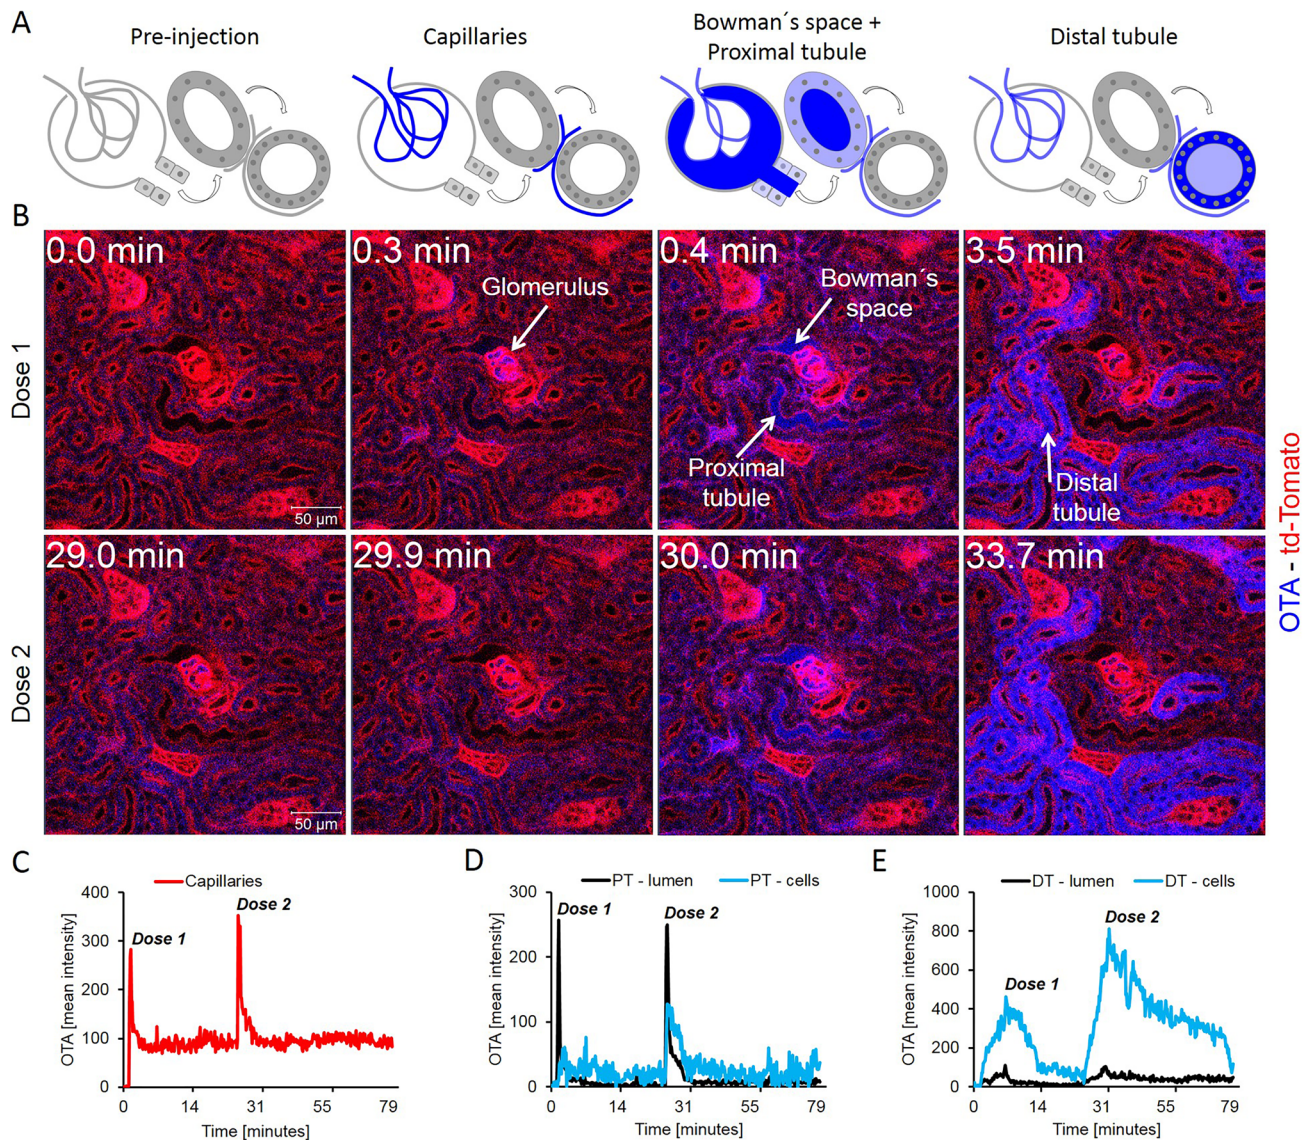 A
Pre-injection
Capillaries
Bowman´s space +
Proximal tubule
Distal tubule
B
Dose 1
0.0 min
50 µm
0.3 min
Glomerulus
0.4 min
Bowman´s
space
Proximal
tubule
3.5 min
Distal
tubule
Dose 2
29.0 min
50 µm
29.9 min
30.0 min
33.7 min
OTA - td-Tomato
C
Capillaries
OTA [mean intensity]
400
300
200
100
0
Dose 1
Dose 2
0 14 31 55 79
Time [minutes]
D
PT - lumen PT - cells
OTA [mean intensity]
300
200
100
0
Dose 1
Dose 2
0 14 31 55 79
Time [minutes]
E
DT - lumen DT - cells
OTA [mean intensity]
1000
800
600
400
200
0
Dose 1
Dose 2
0 14 31 55 79
Time [minutes]